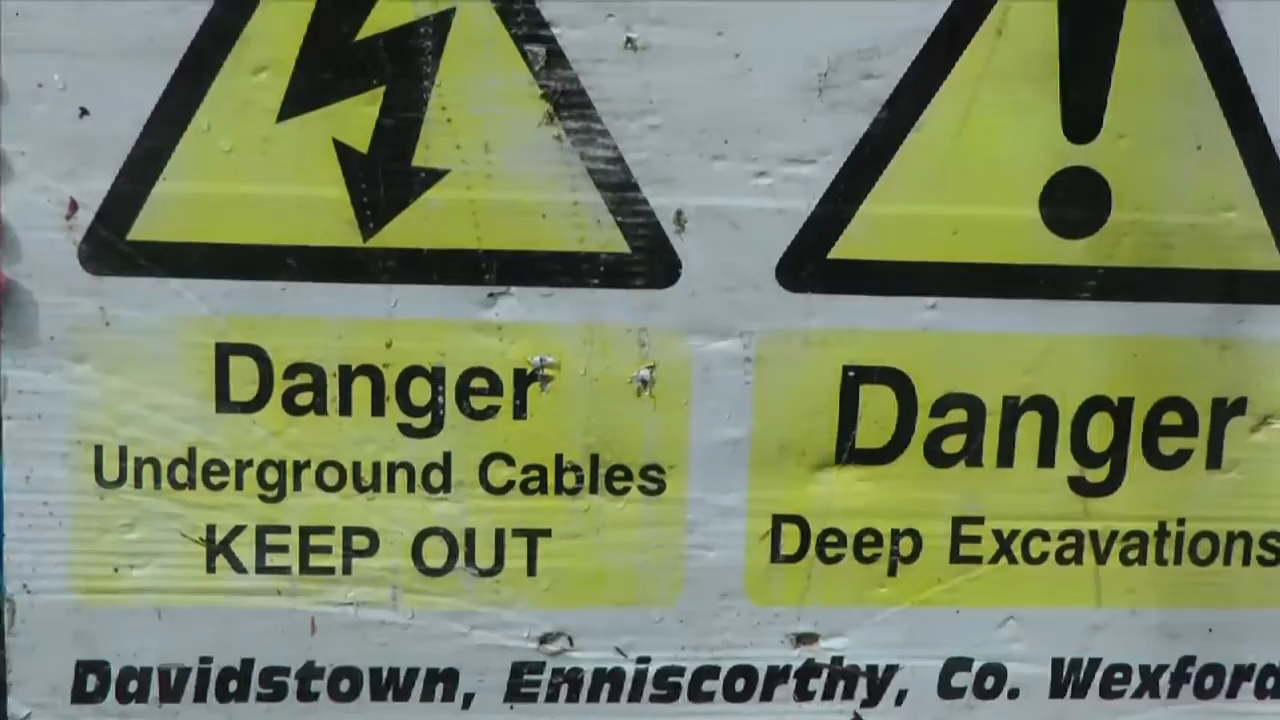 Danger
Underground Cables
KEEP OUT
Danger
Deep Excavations
Davidstown, Enniscorthy, Co. Wexford